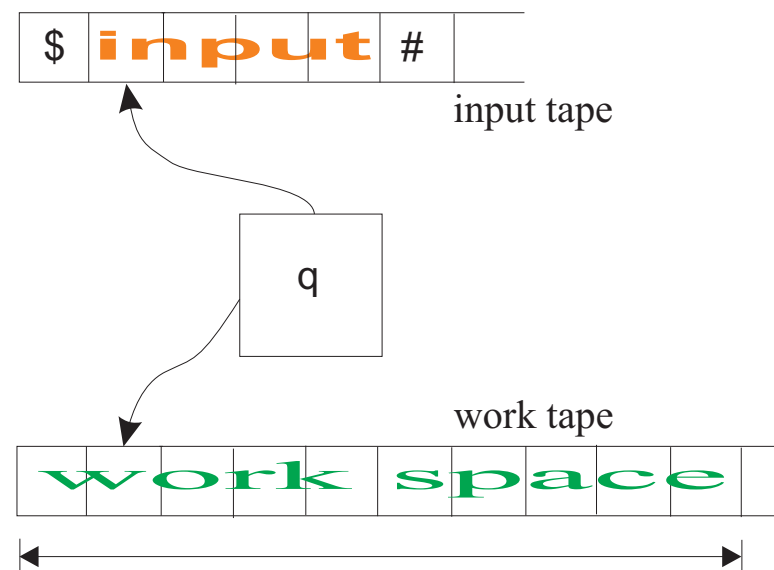 $ input #
input tape
q
work tape
work space